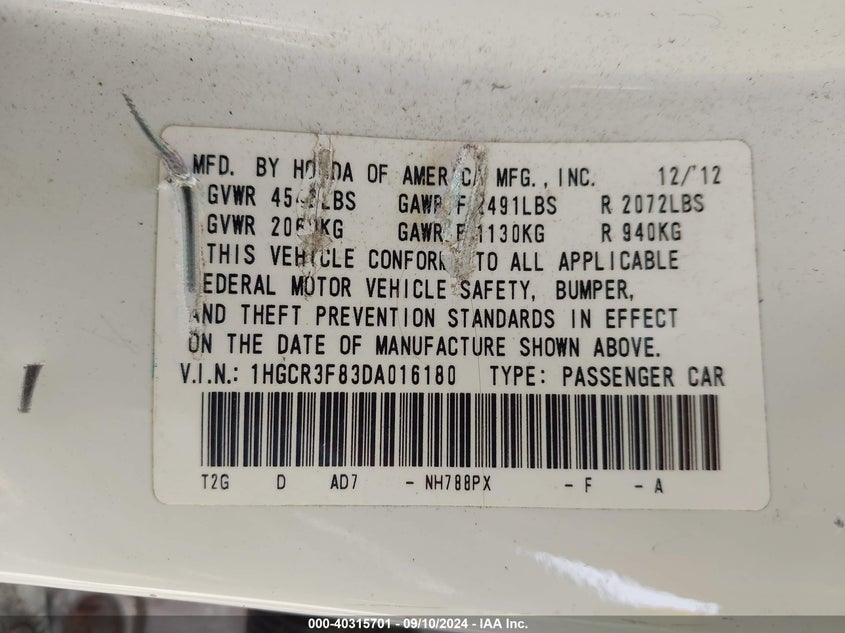 MFD. BY HONDA OF AMERICA MFG., INC. 12/12
GVWR LBS GAWR F 2491LBS R 2072LBS
GVWR KG GAWR F 1130KG R 940KG
THIS VEHICLE CONFORMS TO ALL APPLICABLE
FEDERAL MOTOR VEHICLE SAFETY, BUMPER,
AND THEFT PREVENTION STANDARDS IN EFFECT
ON THE DATE OF MANUFACTURE SHOWN ABOVE.
V.I.N.: 1HGCR3F83DA016180 TYPE: PASSENGER CAR
T2G D AD7 - NH788PX - F - A
000-40315701 - 09/10/2024 - IAA Inc.